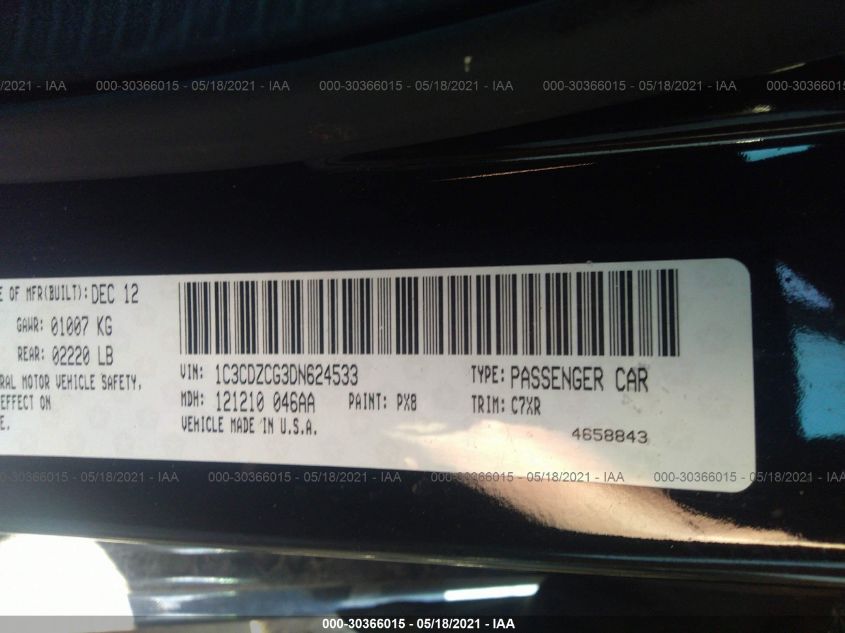 /2021 - IAA 000-30366015 - 05/18/2021 - IAA 000-30366015 - 05/18/2021 - IAA 000-30366015 - 05/18/2021 - IAA 000-30366015
E OF MFR(BUILT): DEC 12
GAWR: 01007 KG
REAR: 02220 LB
RAL MOTOR VEHICLE SAFETY,
EFFECT ON
E.
VIN: 1C3CDZCG3DN624533 TYPE: PASSENGER CAR
MDH: 121210 046AA PAINT: PX8 TRIM: C7XR
VEHICLE MADE IN U.S.A. 4658843
/2021 - IAA 000-30366015 - 05/18/2021 - IAA 000-30366015 - 05/18/2021 - IAA 000-30366015 - 05/18/2021 - IAA
000-30366015 - 05/18/2021 - IAA